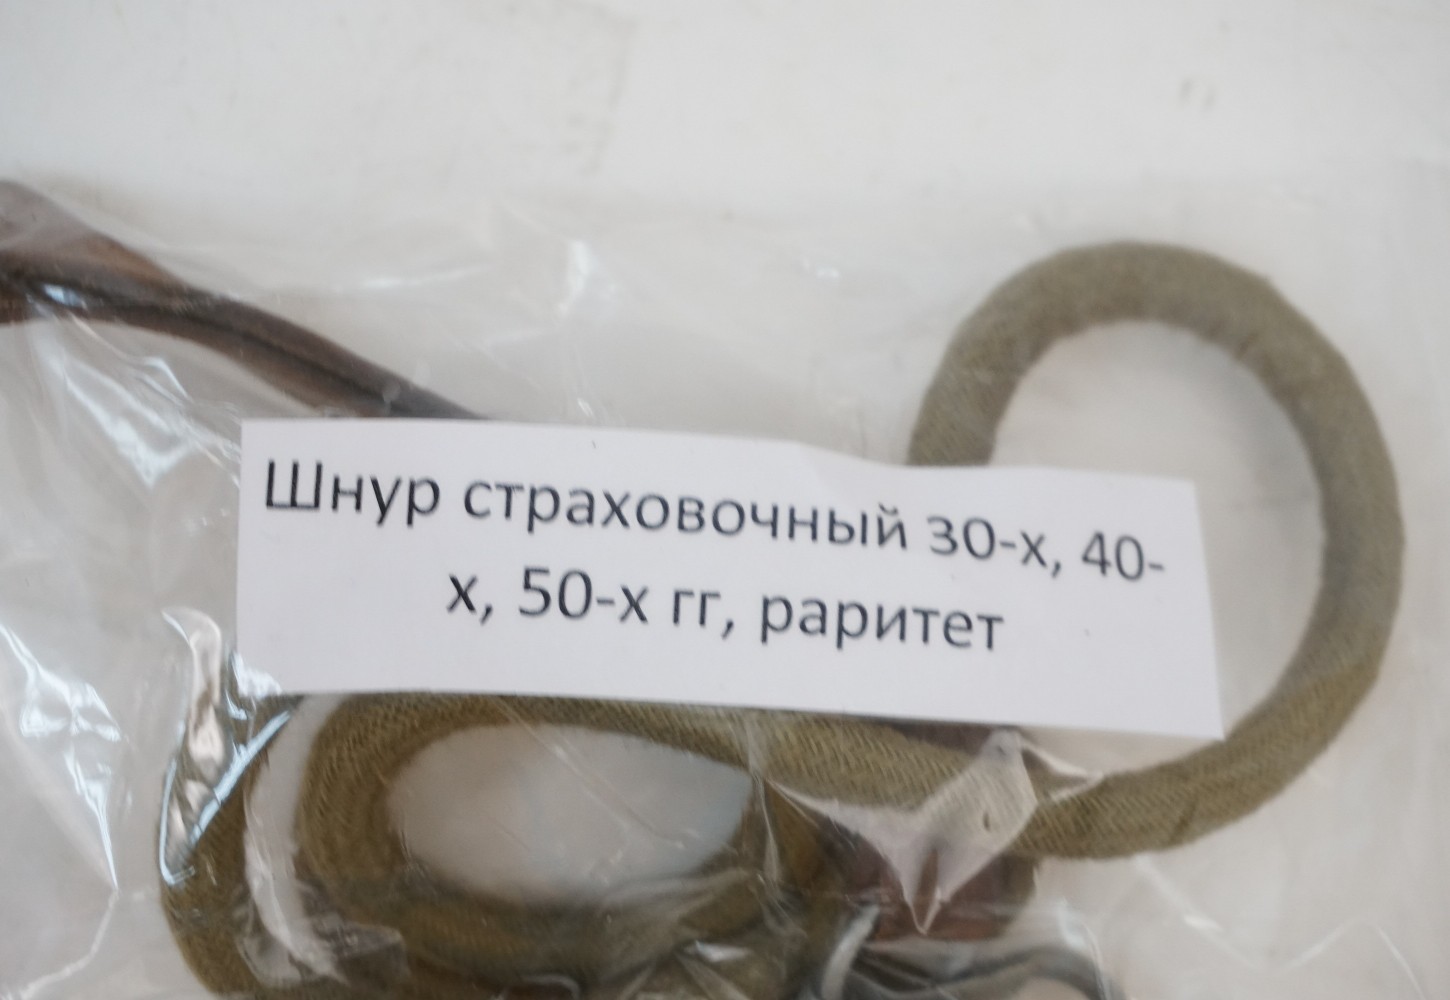 Шнур страховочный 30-х, 40-
х, 50-х гг, раритет